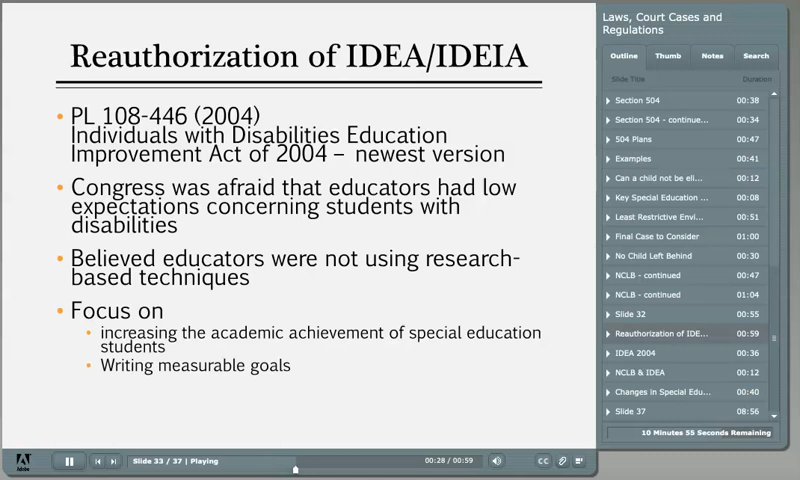 Reauthorization of IDEA/IDEIA
• PL 108-446 (2004)
Individuals with Disabilities Education
Improvement Act of 2004 – newest version
• Congress was afraid that educators had low
expectations concerning students with
disabilities
• Believed educators were not using research-
based techniques
• Focus on
• increasing the academic achievement of special education
students
• Writing measurable goals
Adobe
Slide 33 / 37 | Playing
00:28 / 00:59
CC
Laws, Court Cases and
Regulations
Outline Thumb Notes Search
Slide Title Duration
Section 504 00:38
Section 504 - continue... 00:34
504 Plans 00:47
Examples 00:41
Can a child not be eli... 00:12
Key Special Education ... 00:08
Least Restrictive Envi... 00:51
Final Case to Consider 01:00
No Child Left Behind 00:30
NCLB - continued 00:47
NCLB - continued 01:04
Slide 32 00:55
Reauthorization of IDE... 00:59
IDEA 2004 00:36
NCLB & IDEA 00:12
Changes in Special Edu... 00:40
Slide 37 08:56
10 Minutes 55 Seconds Remaining